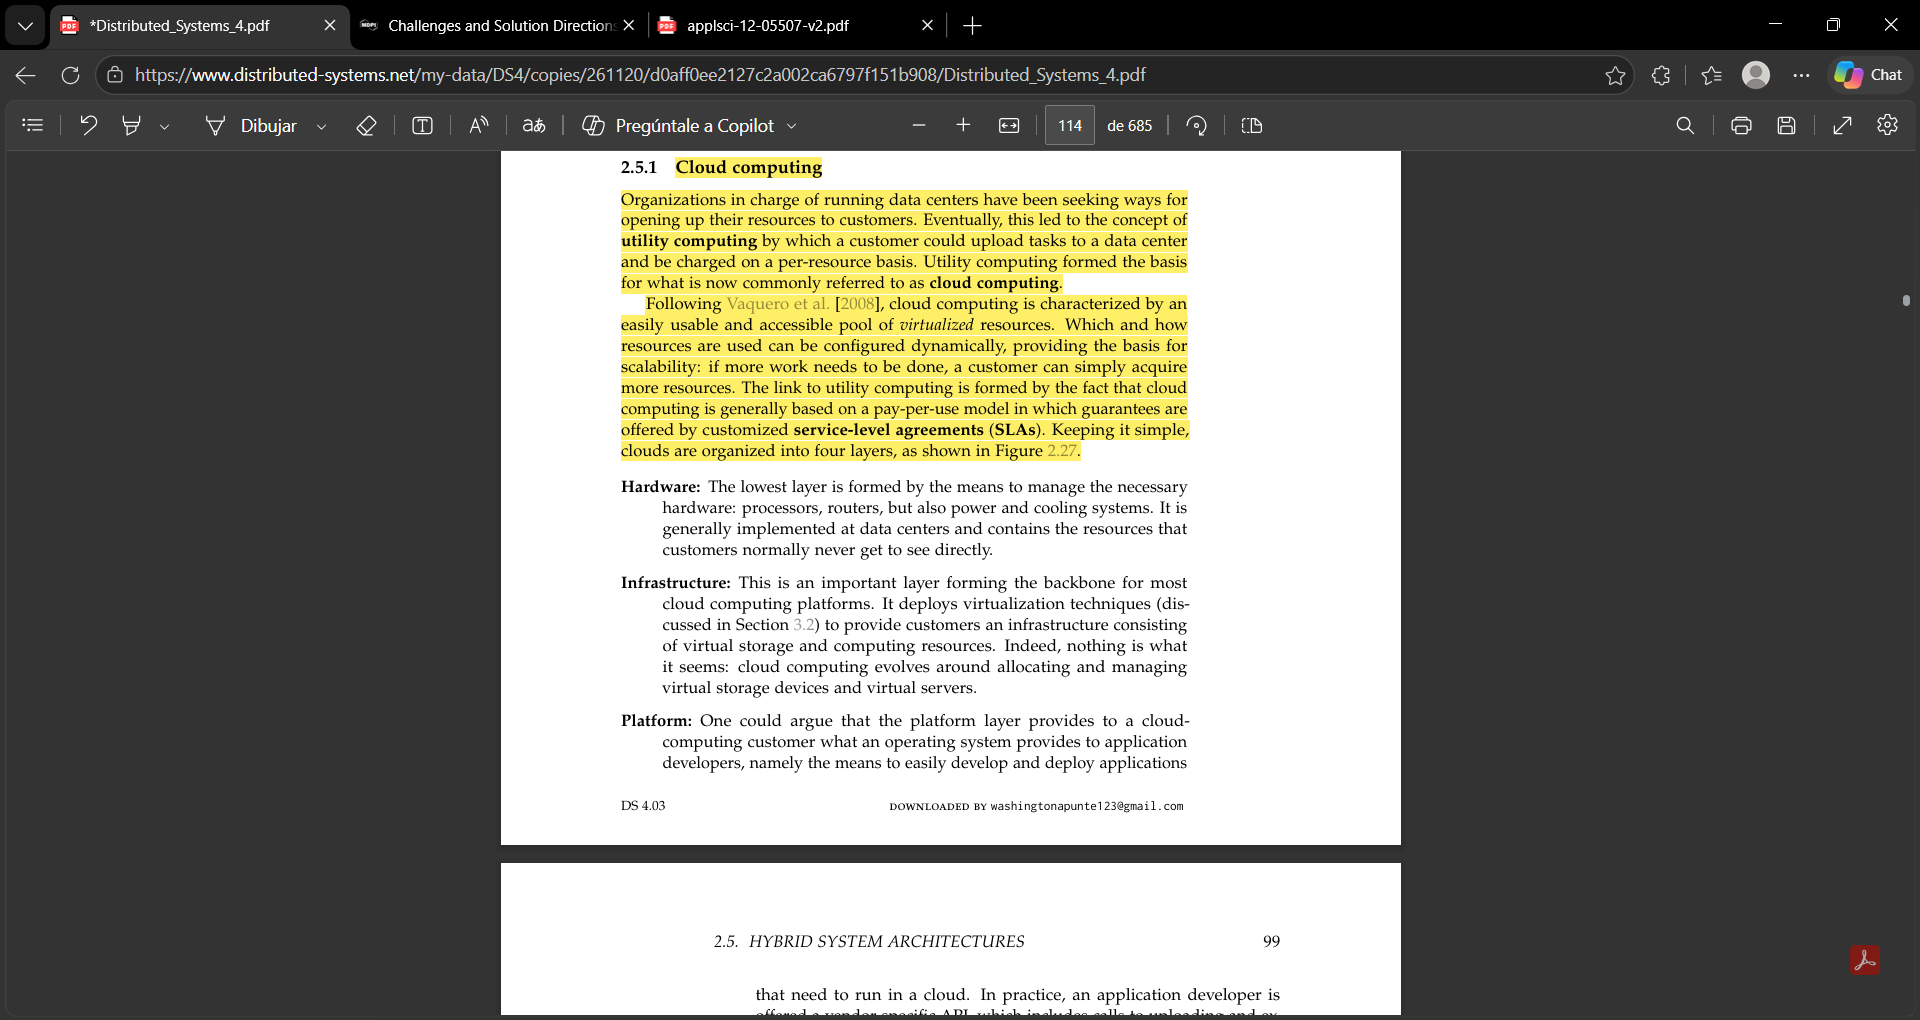 *Distributed_Systems_4.pdf
MDPI
Challenges and Solution Directions
PDF
applsci-12-05507-v2.pdf
https://www.distributed-systems.net/my-data/DS4/copies/261120/d0aff0ee2127c2a002ca6797f151b908/Distributed_Systems_4.pdf
Chat
Dibujar
T
A
aあ
Pregúntale a Copilot
114
de 685
2.5.1 Cloud computing
Organizations in charge of running data centers have been seeking ways for
opening up their resources to customers. Eventually, this led to the concept of
utility computing by which a customer could upload tasks to a data center
and be charged on a per-resource basis. Utility computing formed the basis
for what is now commonly referred to as cloud computing.
Following Vaquero et al. [2008], cloud computing is characterized by an
easily usable and accessible pool of virtualized resources. Which and how
resources are used can be configured dynamically, providing the basis for
scalability: if more work needs to be done, a customer can simply acquire
more resources. The link to utility computing is formed by the fact that cloud
computing is generally based on a pay-per-use model in which guarantees are
offered by customized service-level agreements (SLAs). Keeping it simple,
clouds are organized into four layers, as shown in Figure 2.27.
Hardware: The lowest layer is formed by the means to manage the necessary
hardware: processors, routers, but also power and cooling systems. It is
generally implemented at data centers and contains the resources that
customers normally never get to see directly.
Infrastructure: This is an important layer forming the backbone for most
cloud computing platforms. It deploys virtualization techniques (dis-
cussed in Section 3.2) to provide customers an infrastructure consisting
of virtual storage and computing resources. Indeed, nothing is what
it seems: cloud computing evolves around allocating and managing
virtual storage devices and virtual servers.
Platform: One could argue that the platform layer provides to a cloud-
computing customer what an operating system provides to application
developers, namely the means to easily develop and deploy applications
DS 4.03
DOWNLOADED BY washingtonapunte123@gmail.com
2.5. HYBRID SYSTEM ARCHITECTURES
99
that need to run in a cloud. In practice, an application developer is
offered a vendor-specific API, which includes calls to uploading and ex-